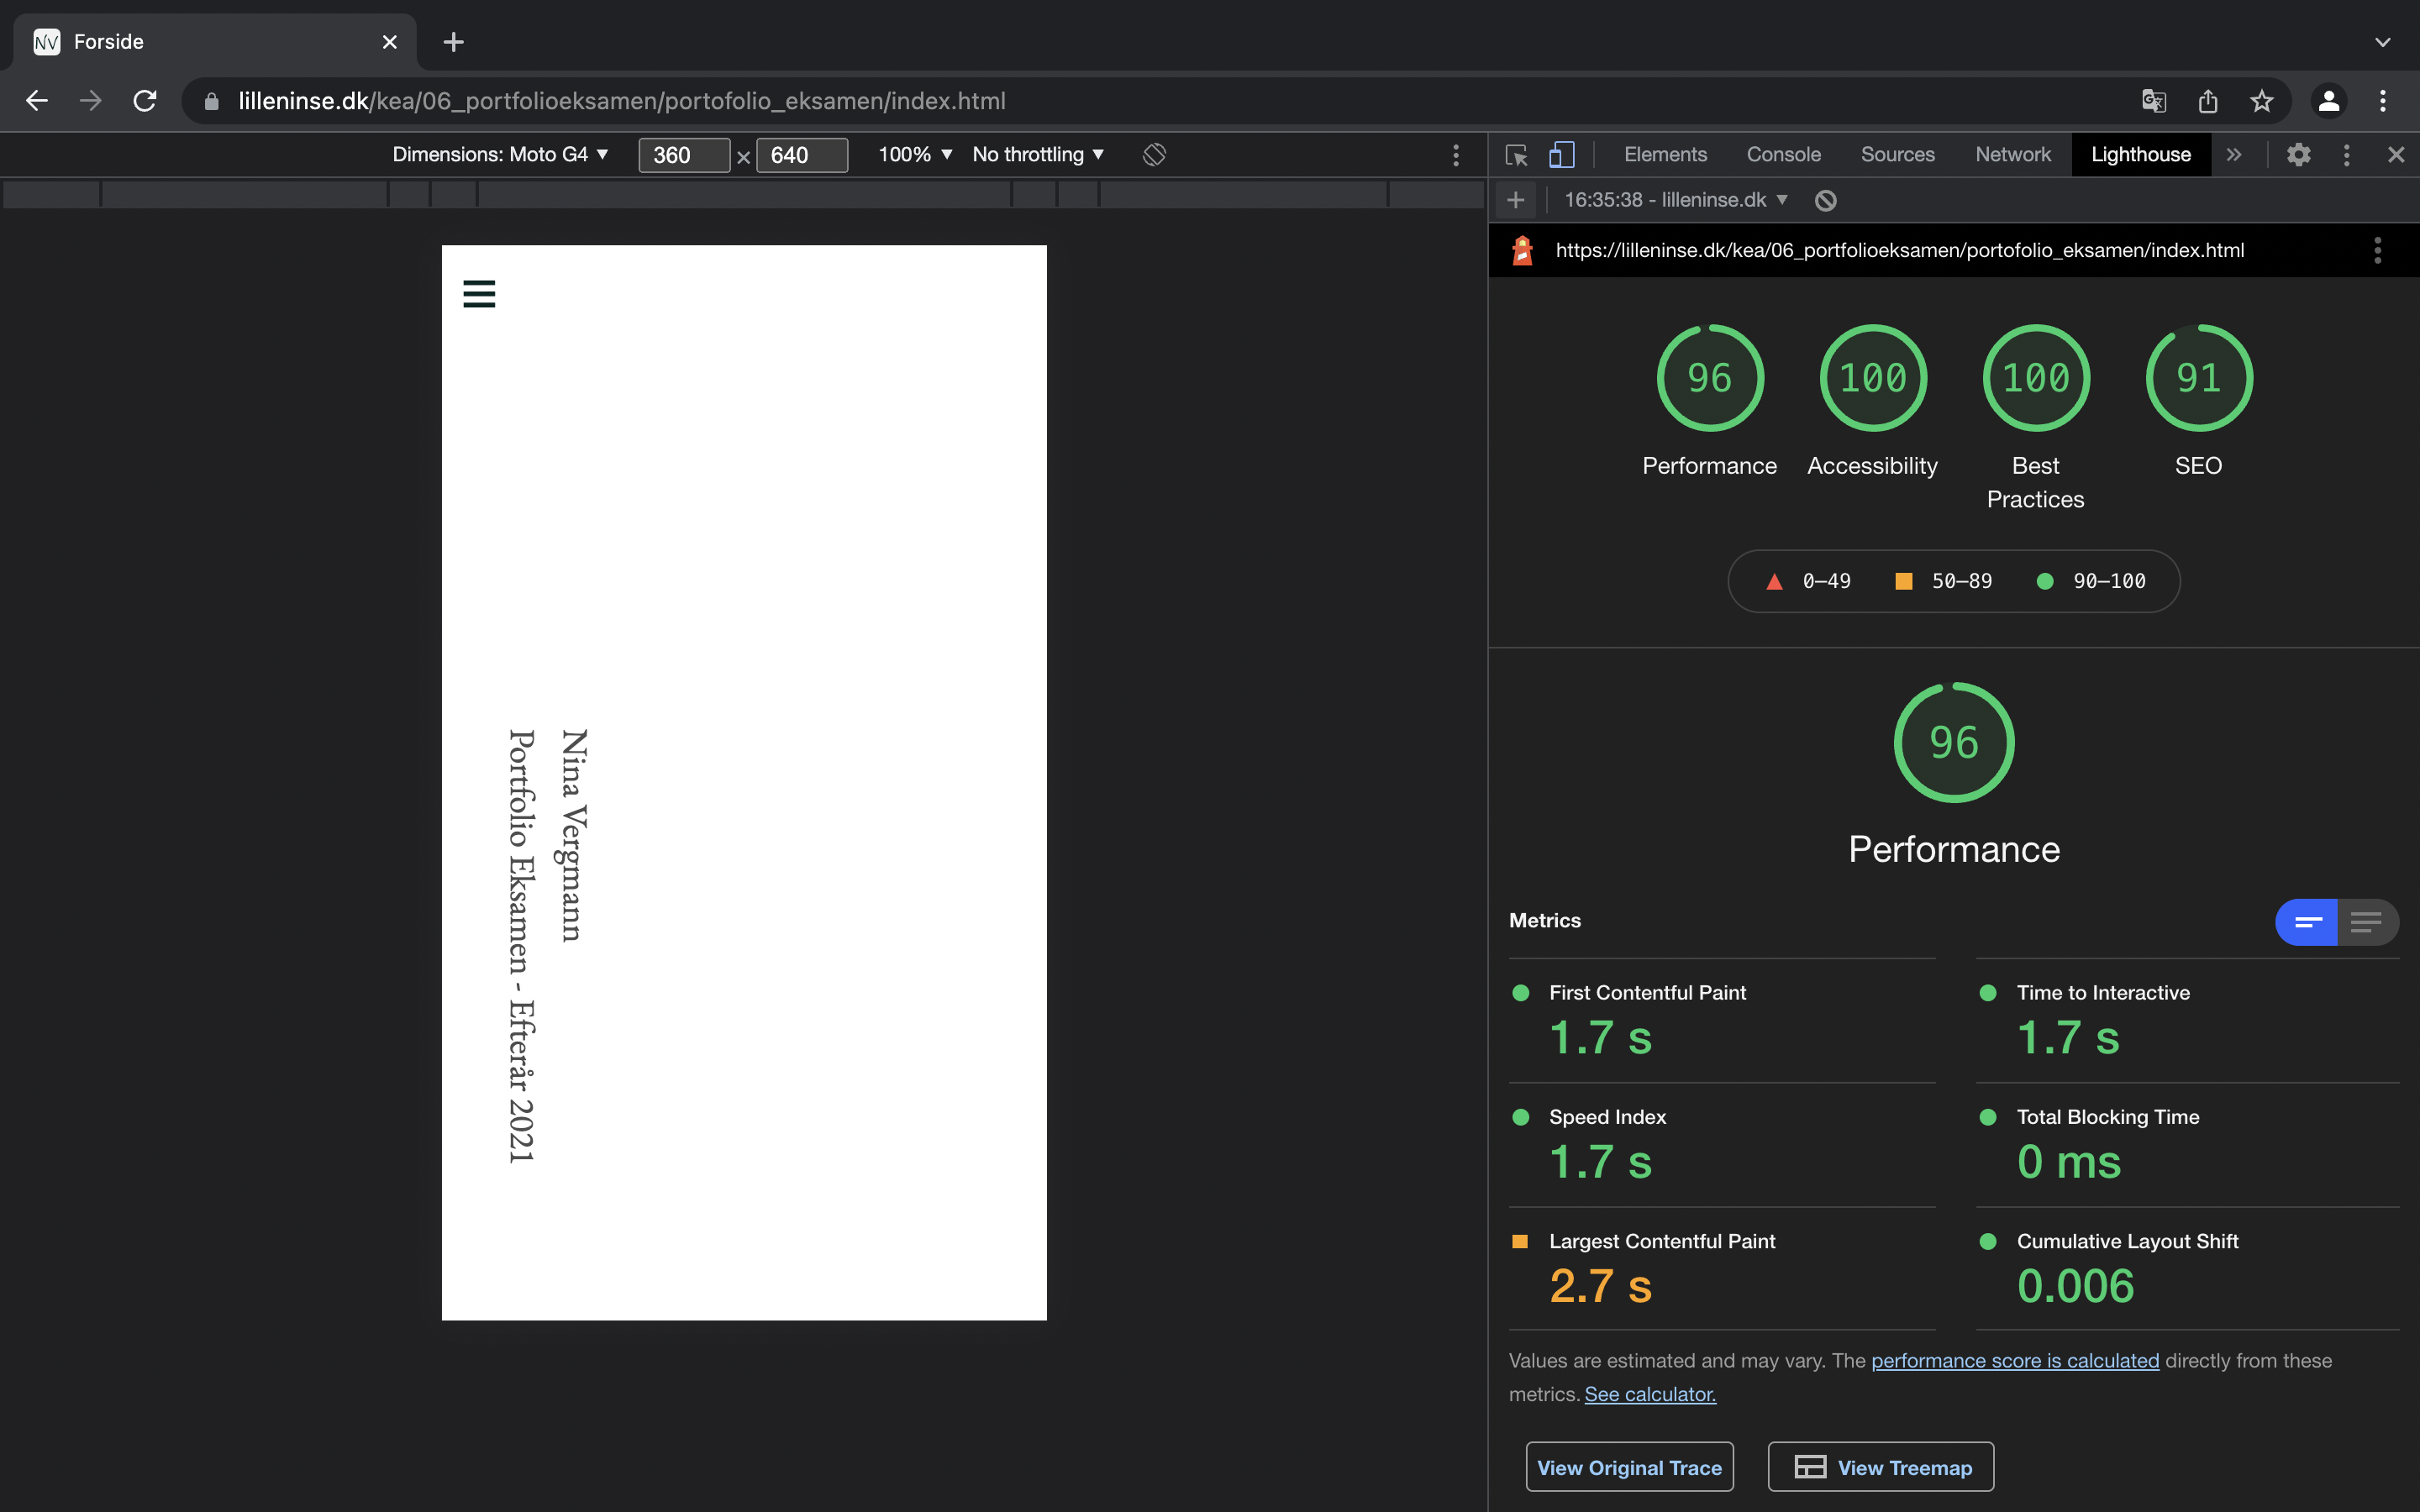 NV Forside
lilleninse.dk/kea/06_portfolioeksamen/portofolio_eksamen/index.html
Dimensions: Moto G4 ▼ 360 × 640 100% ▼ No throttling ▼
Elements Console Sources Network Lighthouse »
16:35:38 - lilleninse.dk ▼
https://lilleninse.dk/kea/06_portfolioeksamen/portofolio_eksamen/index.html
Nina Vergmann
Portfolio Eksamen - Efterår 2021
96 100 100 91
Performance Accessibility Best Practices SEO
0–49 50–89 90–100
96
Performance
Metrics
First Contentful Paint
1.7 s
Time to Interactive
1.7 s
Speed Index
1.7 s
Total Blocking Time
0 ms
Largest Contentful Paint
2.7 s
Cumulative Layout Shift
0.006
Values are estimated and may vary. The performance score is calculated directly from these
metrics. See calculator.
View Original Trace View Treemap